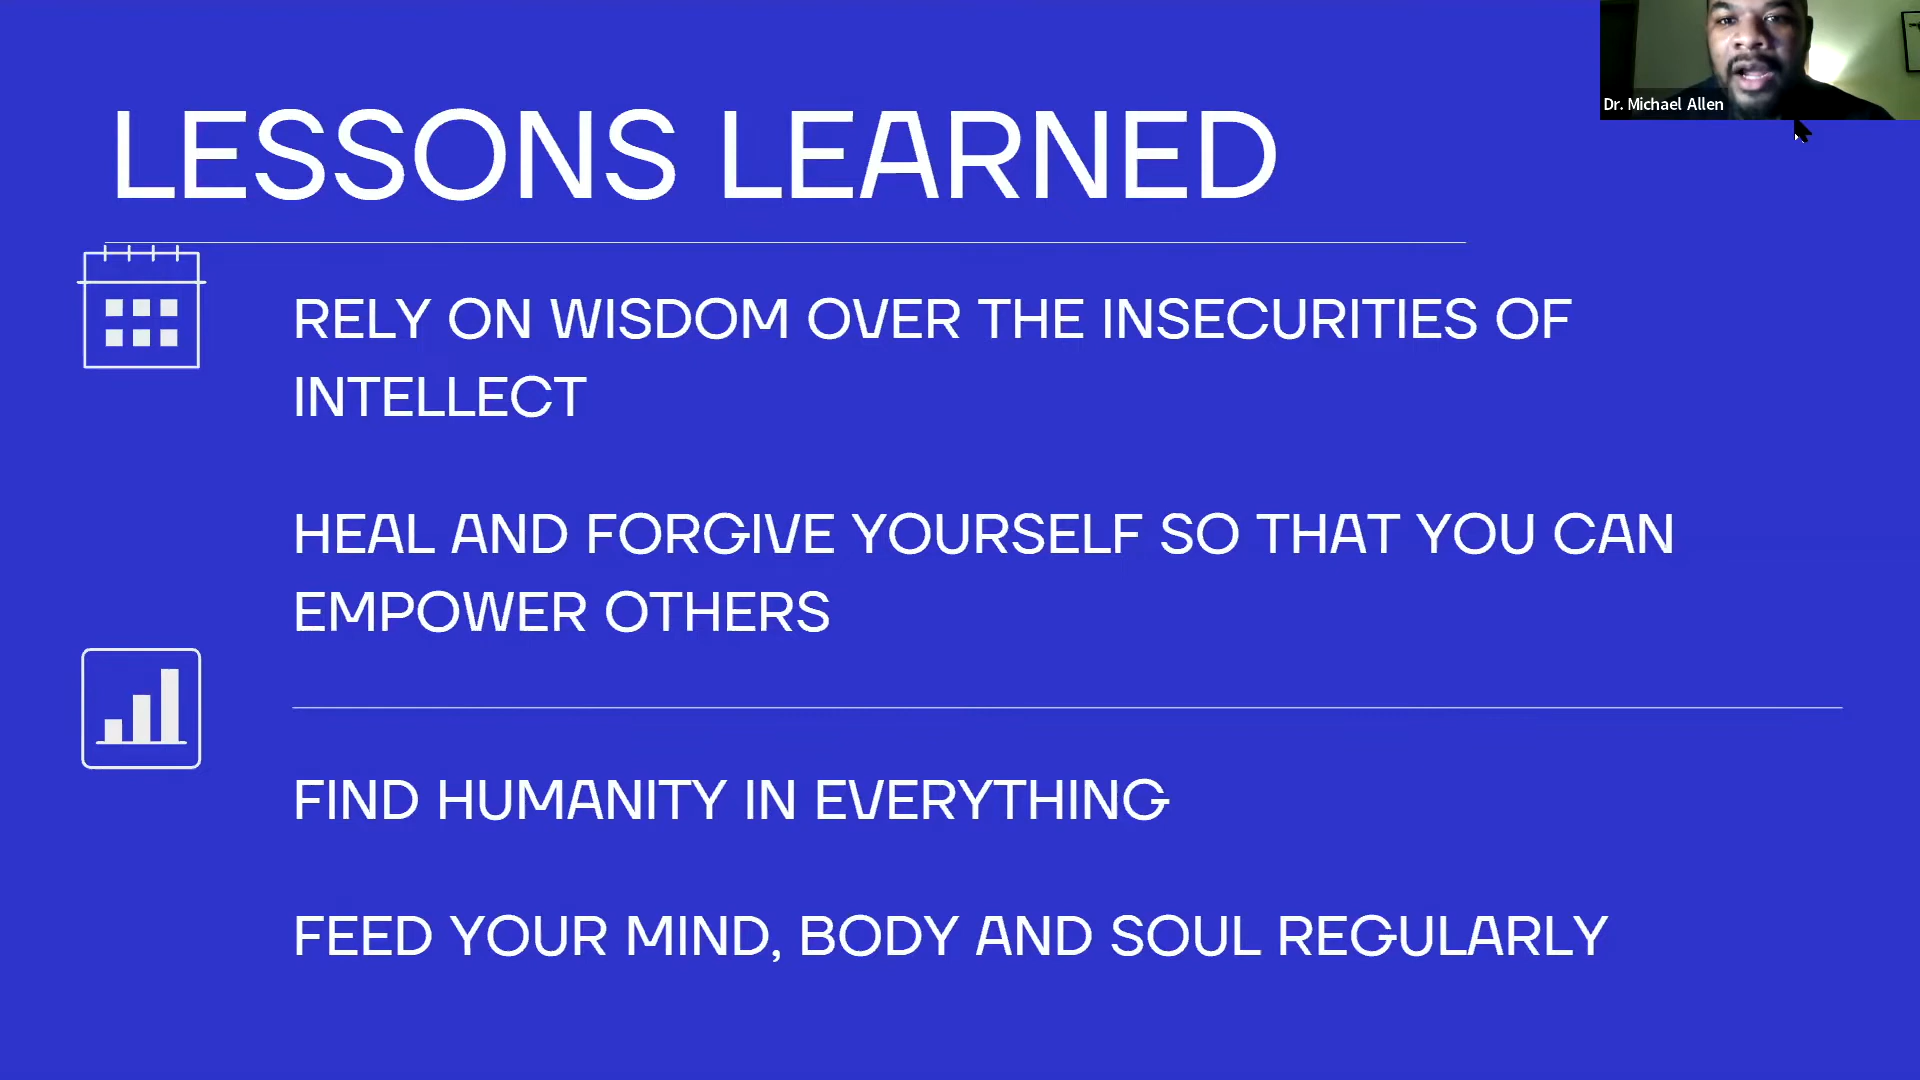 Dr. Michael Allen
LESSONS LEARNED
RELY ON WISDOM OVER THE INSECURITIES OF
INTELLECT
HEAL AND FORGIVE YOURSELF SO THAT YOU CAN
EMPOWER OTHERS
FIND HUMANITY IN EVERYTHING
FEED YOUR MIND, BODY AND SOUL REGULARLY